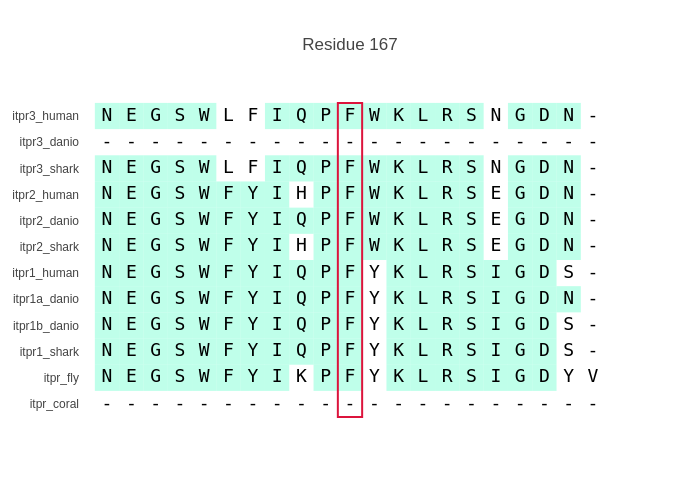 Residue 167
itpr3_human N E G S W L F I Q P F W K L R S N G D N -
itpr3_danio - - - - - - - - - - - - - - - - - - - - -
itpr3_shark N E G S W L F I Q P F W K L R S N G D N -
itpr2_human N E G S W F Y I H P F W K L R S E G D N -
itpr2_danio N E G S W F Y I Q P F W K L R S E G D N -
itpr2_shark N E G S W F Y I H P F W K L R S E G D N -
itpr1_human N E G S W F Y I Q P F Y K L R S I G D S -
itpr1a_danio N E G S W F Y I Q P F Y K L R S I G D N -
itpr1b_danio N E G S W F Y I Q P F Y K L R S I G D S -
itpr1_shark N E G S W F Y I Q P F Y K L R S I G D S -
itpr_fly N E G S W F Y I K P F Y K L R S I G D Y V
itpr_coral - - - - - - - - - - - - - - - - - - - - -